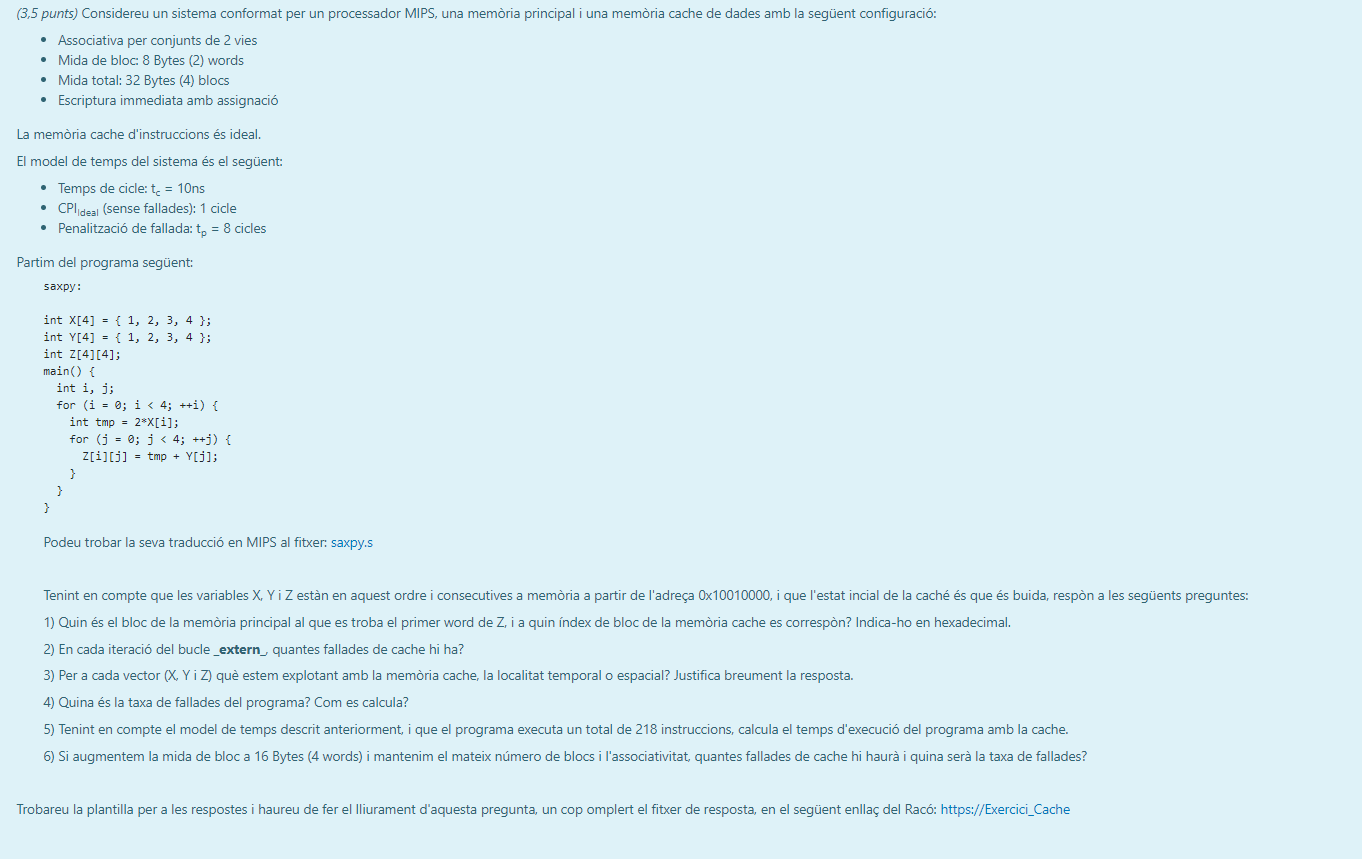 (3,5 punts) Considereu un sistema conformat per un processador MIPS, una memòria principal i una memòria cache de dades amb la següent configuració:
• Associativa per conjunts de 2 vies
• Mida de bloc: 8 Bytes (2) words
• Mida total: 32 Bytes (4) blocs
• Escriptura immediata amb assignació
La memòria cache d'instruccions és ideal.
El model de temps del sistema és el següent:
• Temps de cicle: tc = 10ns
• CPIIdeal (sense fallades): 1 cicle
• Penalització de fallada: tp = 8 cicles
Partim del programa següent:
saxpy:
int X[4] = { 1, 2, 3, 4 };
int Y[4] = { 1, 2, 3, 4 };
int Z[4][4];
main() {
int i, j;
for (i = 0; i < 4; ++i) {
int tmp = 2*X[i];
for (j = 0; j < 4; ++j) {
Z[i][j] = tmp + Y[j];
}
}
}
Podeu trobar la seva traducció en MIPS al fitxer: saxpy.s
Tenint en compte que les variables X, Y i Z estàn en aquest ordre i consecutives a memòria a partir de l'adreça 0x10010000, i que l'estat incial de la caché és que és buida, respòn a les següents preguntes:
1) Quin és el bloc de la memòria principal al que es troba el primer word de Z, i a quin índex de bloc de la memòria cache es correspòn? Indica-ho en hexadecimal.
2) En cada iteració del bucle _extern_, quantes fallades de cache hi ha?
3) Per a cada vector (X, Y i Z) què estem explotant amb la memòria cache, la localitat temporal o espacial? Justifica breument la resposta.
4) Quina és la taxa de fallades del programa? Com es calcula?
5) Tenint en compte el model de temps descrit anteriorment, i que el programa executa un total de 218 instruccions, calcula el temps d'execució del programa amb la cache.
6) Si augmentem la mida de bloc a 16 Bytes (4 words) i mantenim el mateix número de blocs i l'associativitat, quantes fallades de cache hi haurà i quina serà la taxa de fallades?
Trobareu la plantilla per a les respostes i haureu de fer el lliurament d'aquesta pregunta, un cop omplert el fitxer de resposta, en el següent enllaç del Racó: https://Exercici_Cache